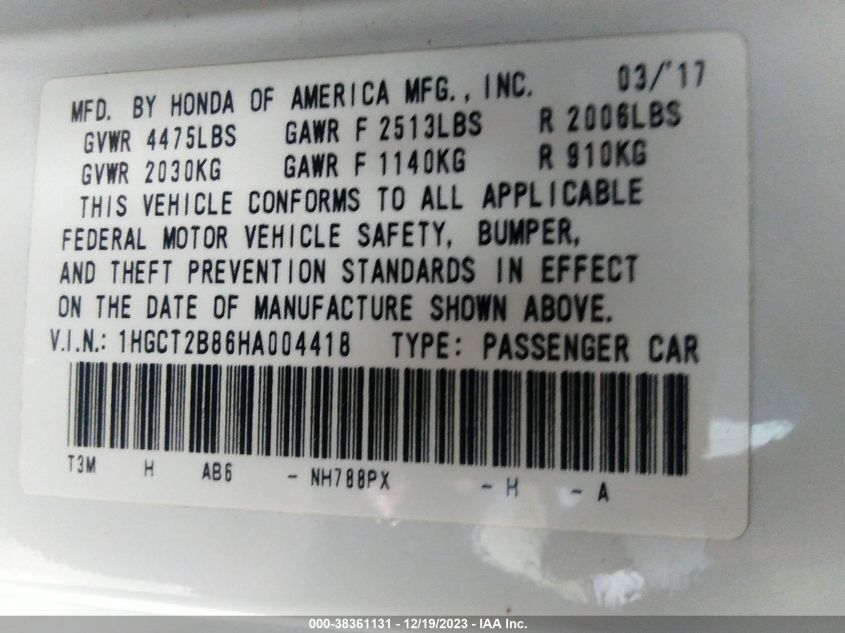 MFD. BY HONDA OF AMERICA MFG., INC. 03/'17
GVWR 4475LBS GAWR F 2513LBS R 2006LBS
GVWR 2030KG GAWR F 1140KG R 910KG
THIS VEHICLE CONFORMS TO ALL APPLICABLE
FEDERAL MOTOR VEHICLE SAFETY, BUMPER,
AND THEFT PREVENTION STANDARDS IN EFFECT
ON THE DATE OF MANUFACTURE SHOWN ABOVE.
V.I.N.: 1HGCT2B86HA004418 TYPE: PASSENGER CAR
T3M H AB6 - NH788PX - H - A
000-38361131 - 12/19/2023 - IAA Inc.